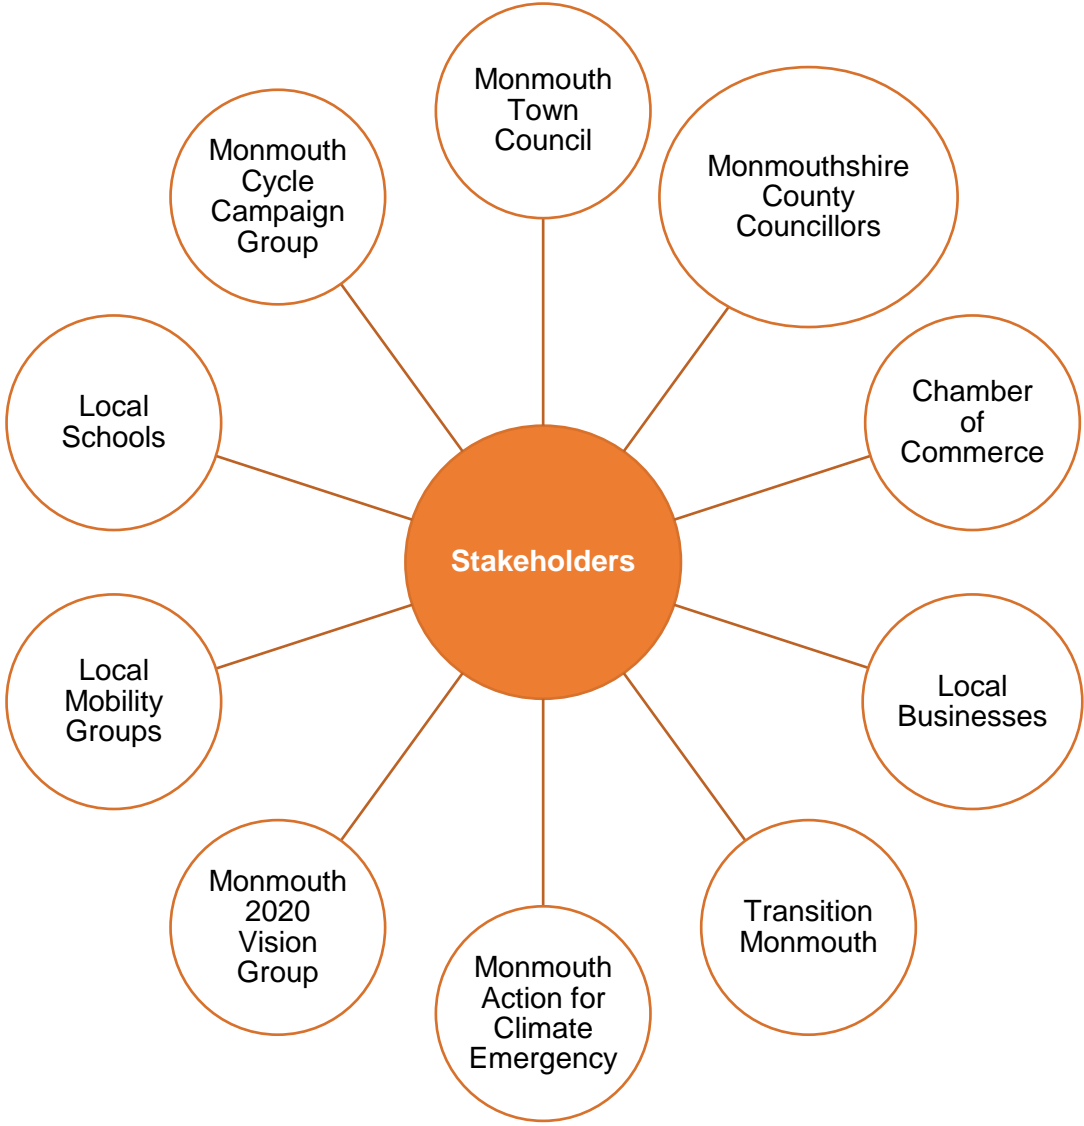 Monmouth
Town
Council
Monmouthshire
County
Councillors
Chamber
of
Commerce
Local
Businesses
Transition
Monmouth
Monmouth
Action for
Climate
Emergency
Monmouth
2020
Vision
Group
Local
Mobility
Groups
Local
Schools
Monmouth
Cycle
Campaign
Group
Stakeholders